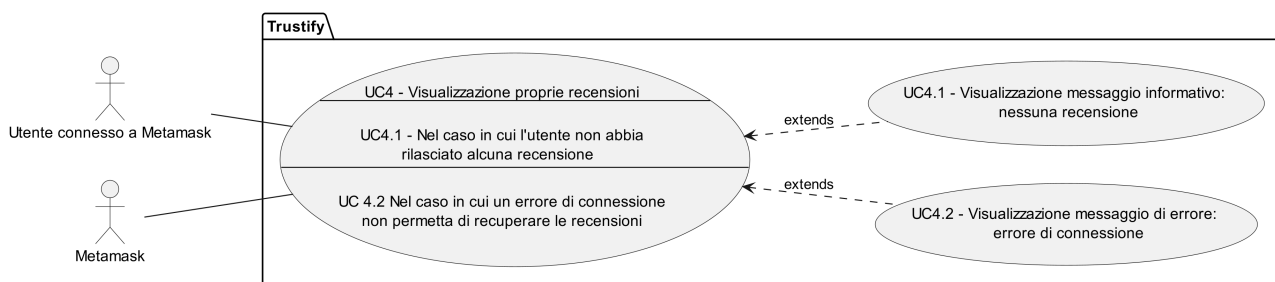 Trustify
Utente connesso a Metamask
Metamask
UC4 - Visualizzazione proprie recensioni
UC4.1 - Nel caso in cui l'utente non abbia
rilasciato alcuna recensione
UC 4.2 Nel caso in cui un errore di connessione
non permetta di recuperare le recensioni
extends
extends
UC4.1 - Visualizzazione messaggio informativo:
nessuna recensione
UC4.2 - Visualizzazione messaggio di errore:
errore di connessione